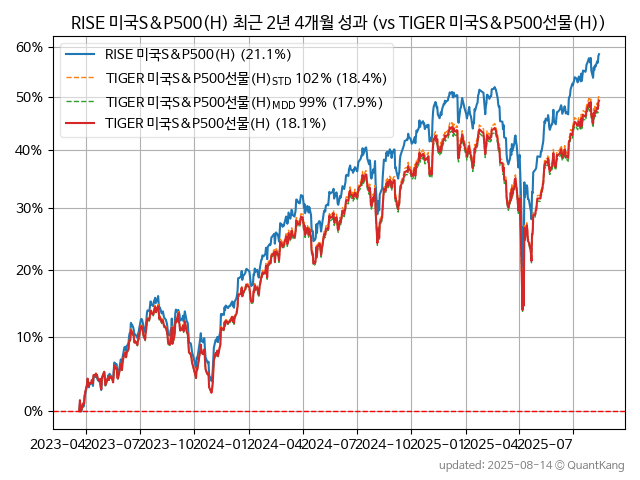 RISE 미국S&P500(H) 최근 2년 4개월 성과 (vs TIGER 미국S&P500선물(H))
RISE 미국S&P500(H) (21.1%)
TIGER 미국S&P500선물(H)STD 102% (18.4%)
TIGER 미국S&P500선물(H)MDD 99% (17.9%)
TIGER 미국S&P500선물(H) (18.1%)
60%
50%
40%
30%
20%
10%
0%
2023-04 2023-07 2023-10 2024-01 2024-04 2024-07 2024-10 2025-01 2025-04 2025-07
updated: 2025-08-14 © QuantKang